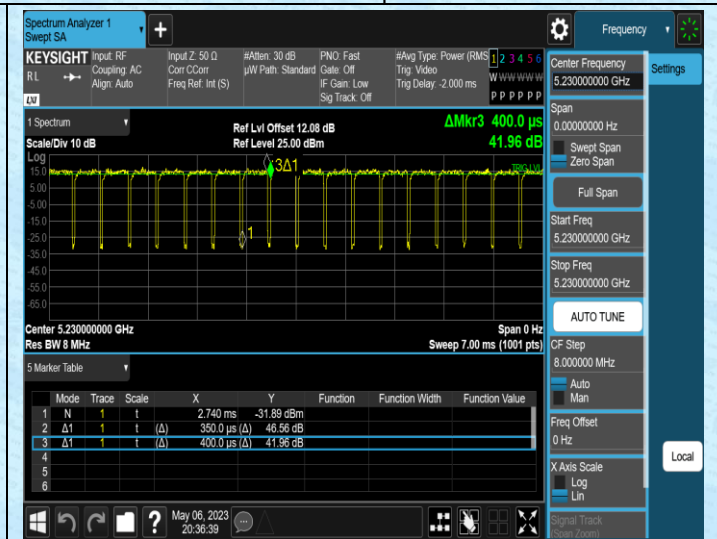 Spectrum Analyzer 1
Swept SA
+
Frequency
KEYSIGHT Input: RF
R L Coupling: AC
Align: Auto
LXI
Input Z: 50 Ω
Corr CCorr
Freq Ref: Int (S)
#Atten: 30 dB
µW Path: Standard
PNO: Fast
Gate: Off
IF Gain: Low
Sig Track: Off
#Avg Type: Power (RMS
Trig: Video
Trig Delay: -2.000 ms
1 2 3 4 5 6
W W W W W W
P P P P P P
1 Spectrum
Scale/Div 10 dB
Ref Lvl Offset 12.08 dB
Ref Level 25.00 dBm
ΔMkr3 400.0 µs
41.96 dB
Log
15.0
5.00
-5.00
-15.0
-25.0
-35.0
-45.0
-55.0
-65.0
3Δ1
1
TRIG LVL
Center 5.230000000 GHz
Res BW 8 MHz
Span 0 Hz
Sweep 7.00 ms (1001 pts)
5 Marker Table
Mode Trace Scale X Y Function Function Width Function Value
1 N 1 t 2.740 ms -31.89 dBm
2 Δ1 1 t (Δ) 350.0 µs (Δ) 46.56 dB
3 Δ1 1 t (Δ) 400.0 µs (Δ) 41.96 dB
4
5
6
?
May 06, 2023
20:36:39
Center Frequency
5.230000000 GHz
Settings
Span
0.00000000 Hz
Swept Span
Zero Span
Full Span
Start Freq
5.230000000 GHz
Stop Freq
5.230000000 GHz
AUTO TUNE
CF Step
8.000000 MHz
Auto
Man
Freq Offset
0 Hz
Local
X Axis Scale
Log
Lin
Signal Track
(Span Zoom)